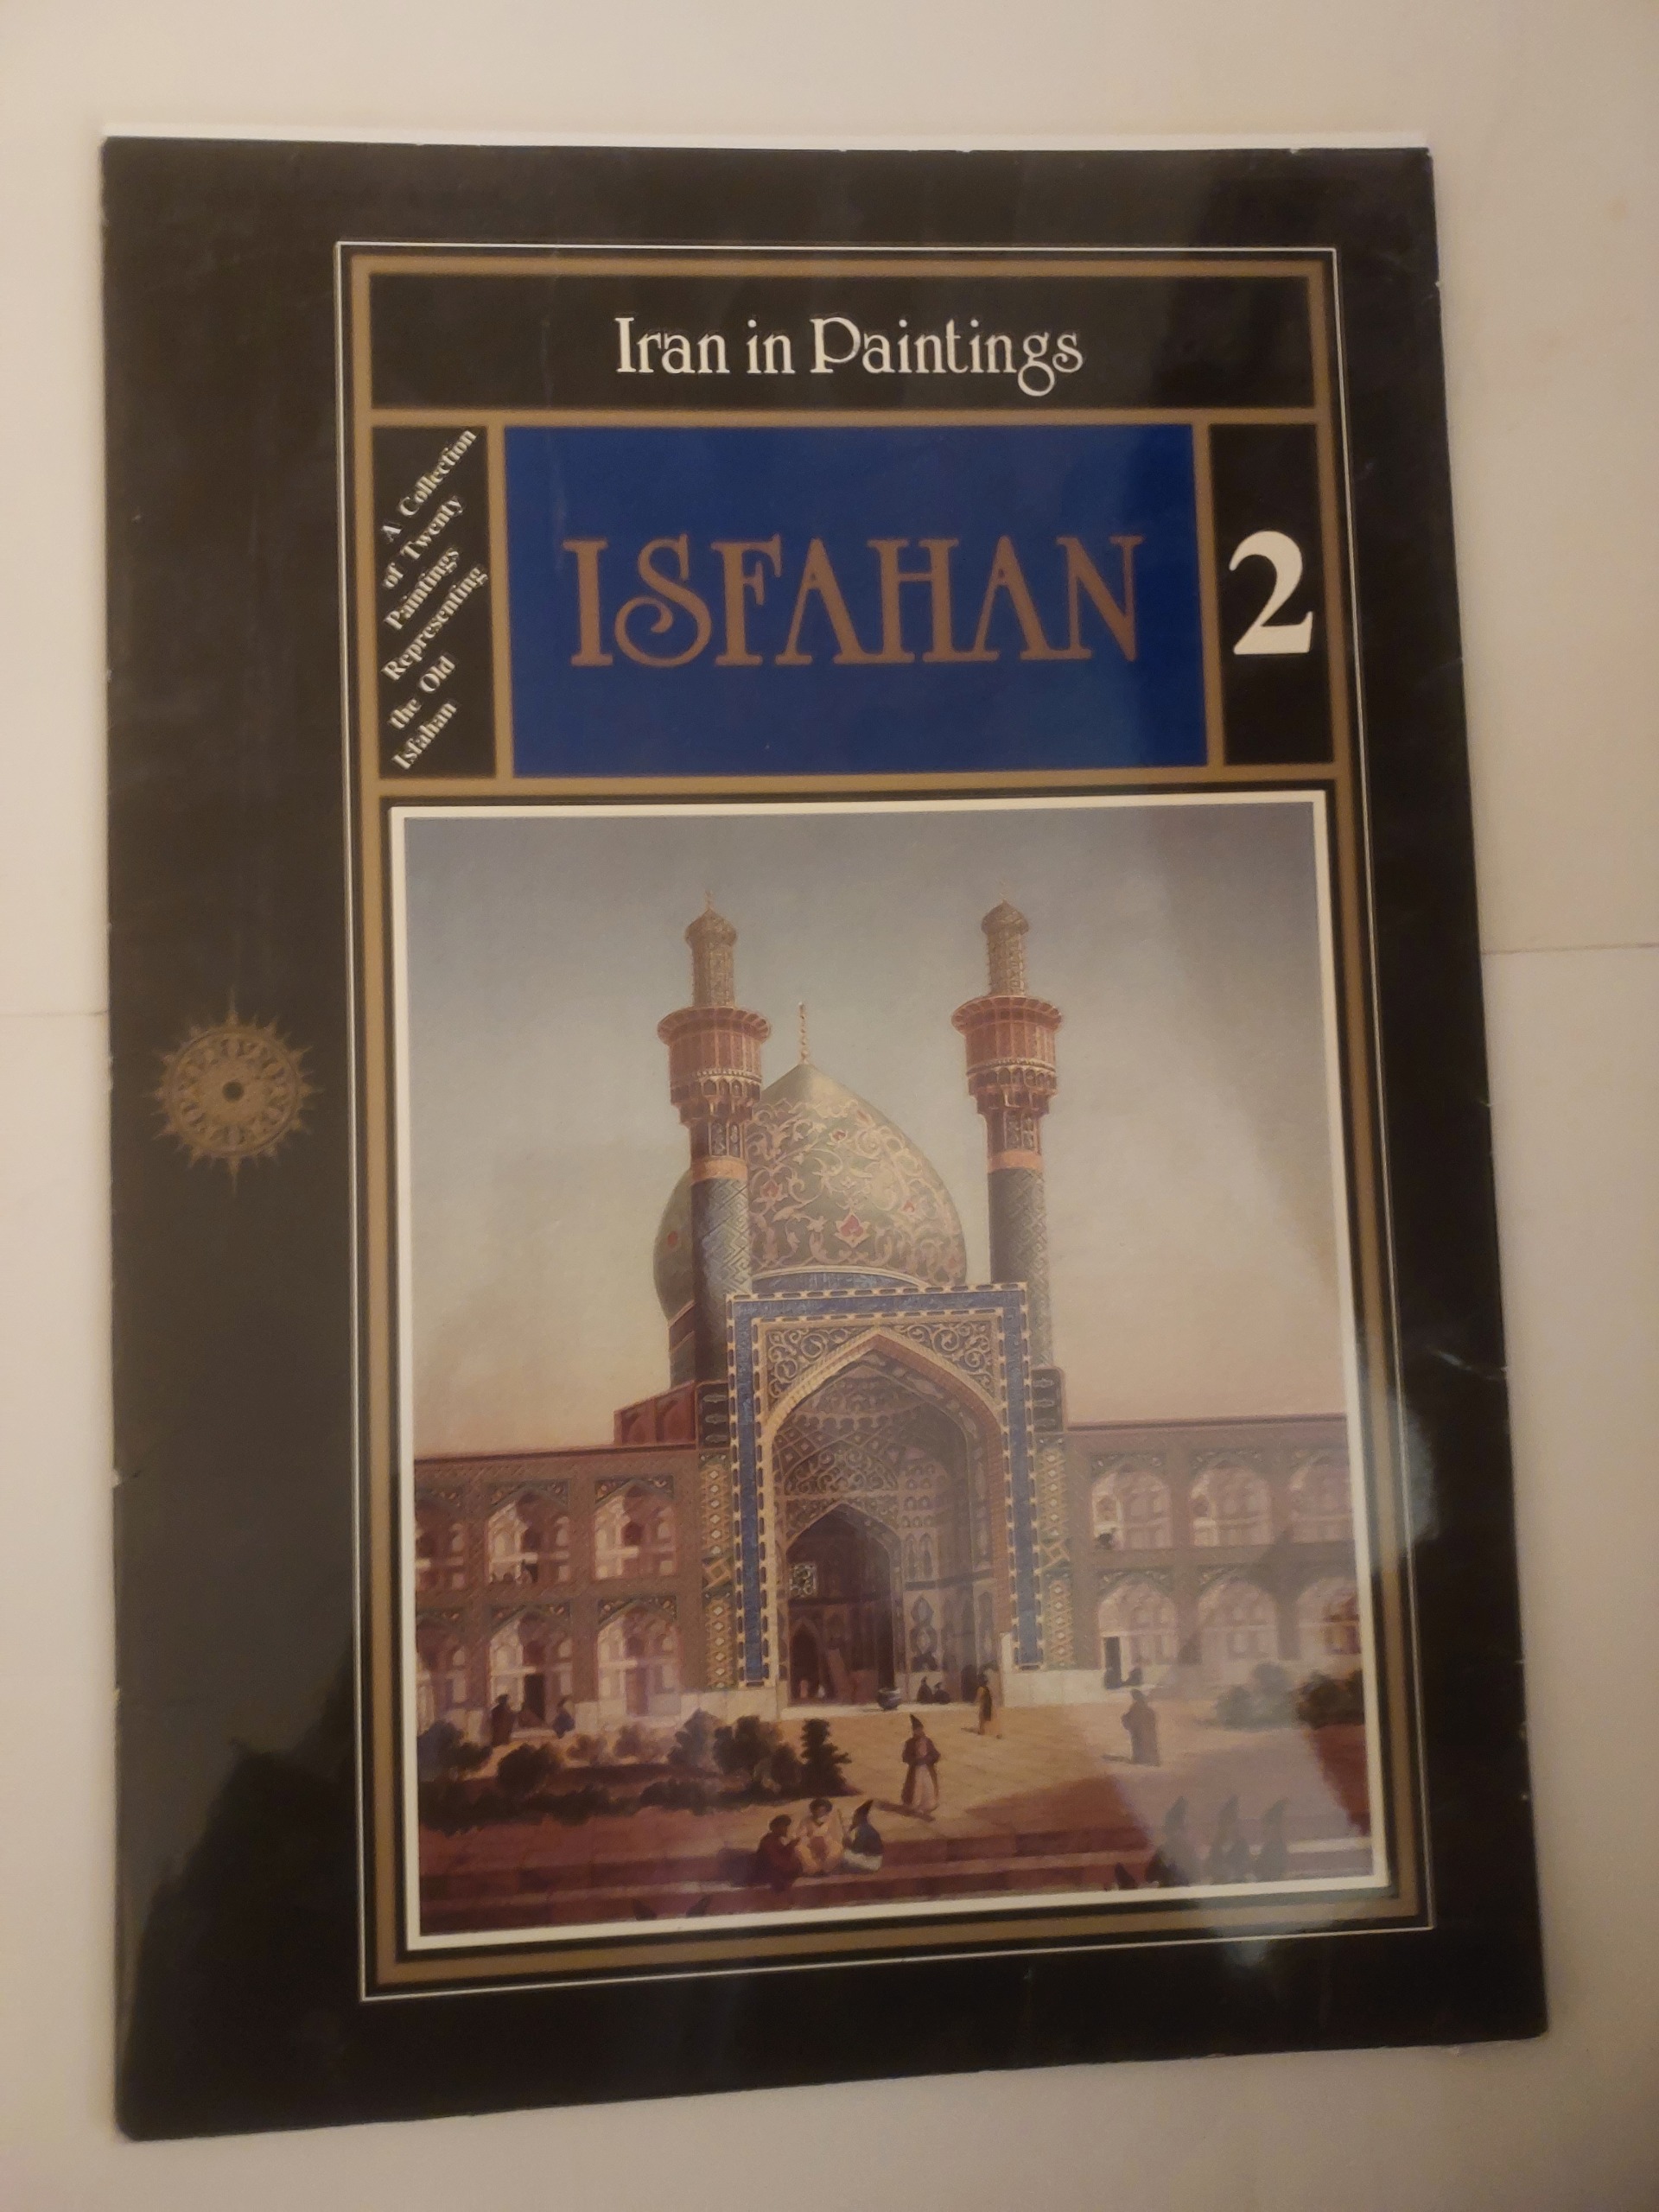 Iran in Paintings
A Collection
of Twenty
Paintings
Representing
the Old
Isfahan
ISFAHAN
2